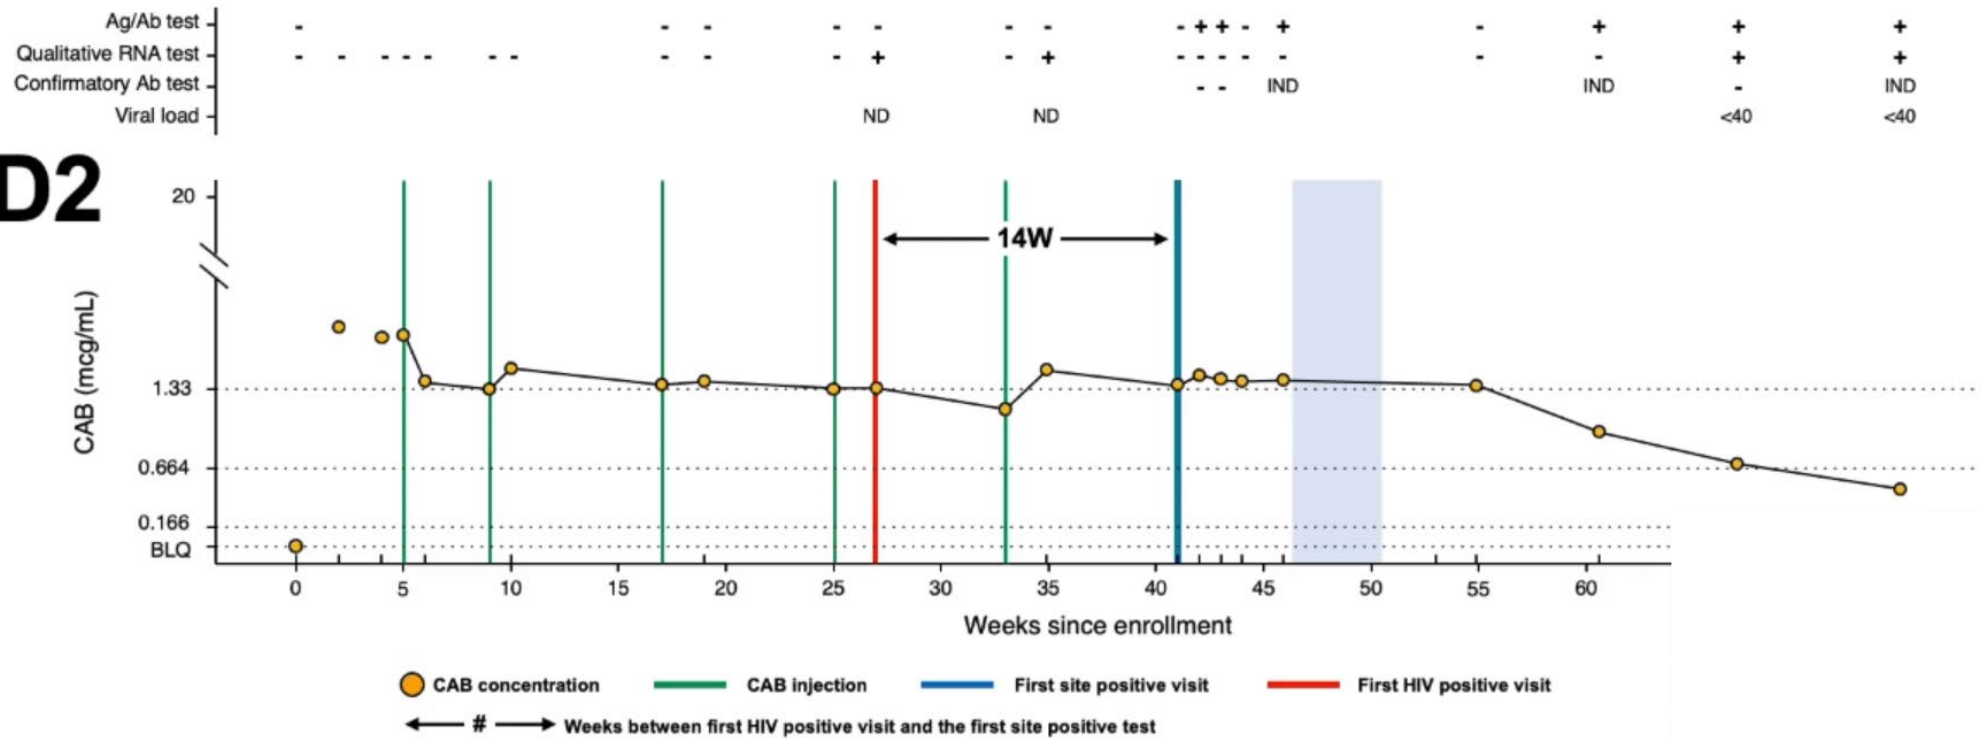 Ag/Ab test - - - - - - - - + + - + - + + +
Qualitative RNA test - - - - - - - - - - + - + - - - - - - - + +
Confirmatory Ab test - - IND IND - IND
Viral load ND ND <40 <40
D2
20
14W
CAB (mcg/mL)
1.33
0.664
0.166
BLQ
0 5 10 15 20 25 30 35 40 45 50 55 60
Weeks since enrollment
CAB concentration CAB injection First site positive visit First HIV positive visit
# Weeks between first HIV positive visit and the first site positive test